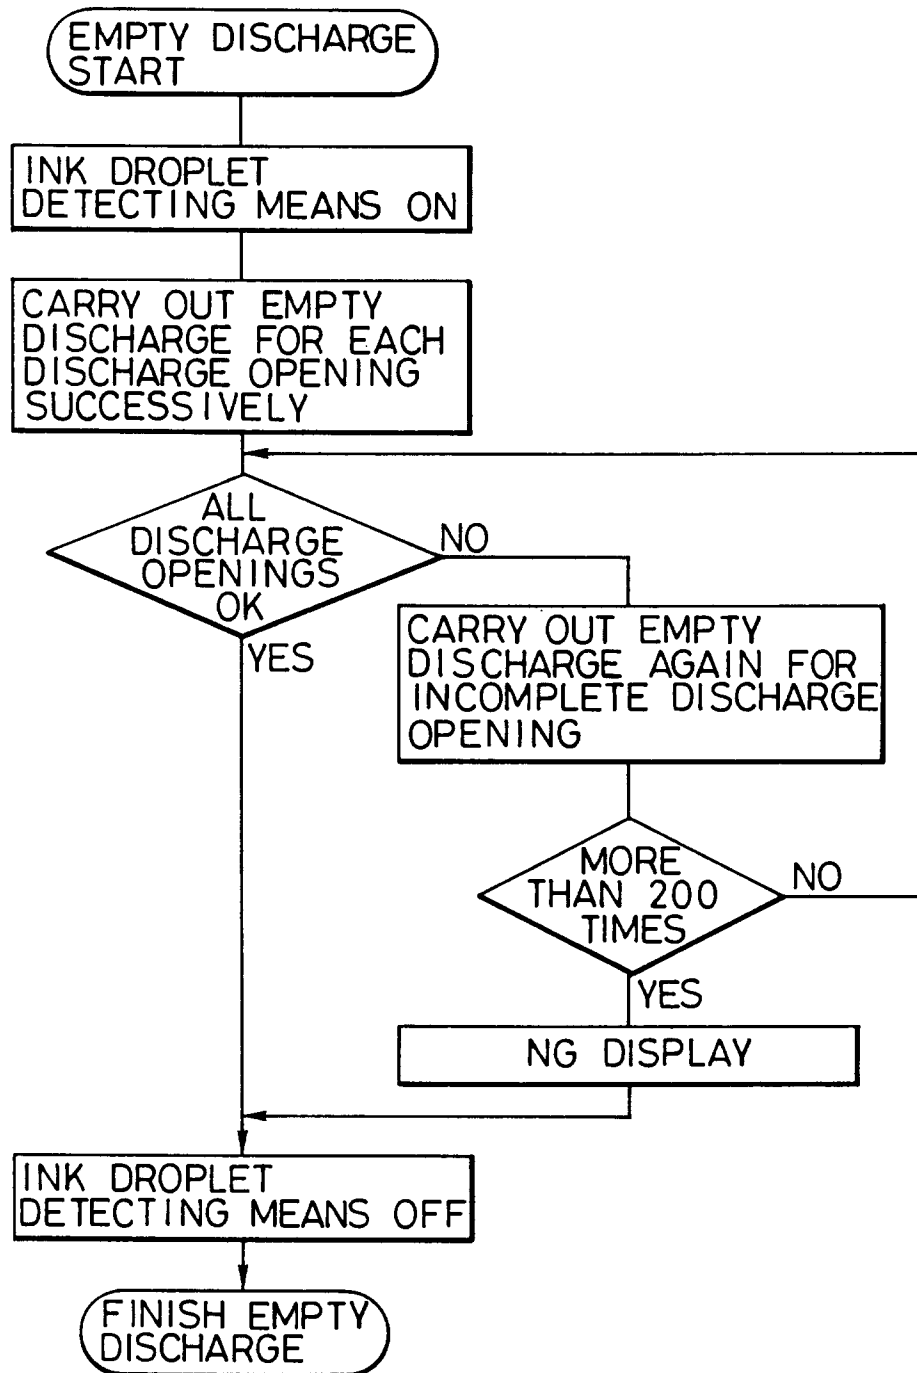 EMPTY DISCHARGE
START
INK DROPLET
DETECTING MEANS ON
CARRY OUT EMPTY
DISCHARGE FOR EACH
DISCHARGE OPENING
SUCCESSIVELY
ALL
DISCHARGE
OPENINGS
OK
NO
YES
CARRY OUT EMPTY
DISCHARGE AGAIN FOR
INCOMPLETE DISCHARGE
OPENING
MORE
THAN 200
TIMES
NO
YES
NG DISPLAY
INK DROPLET
DETECTING MEANS OFF
FINISH EMPTY
DISCHARGE